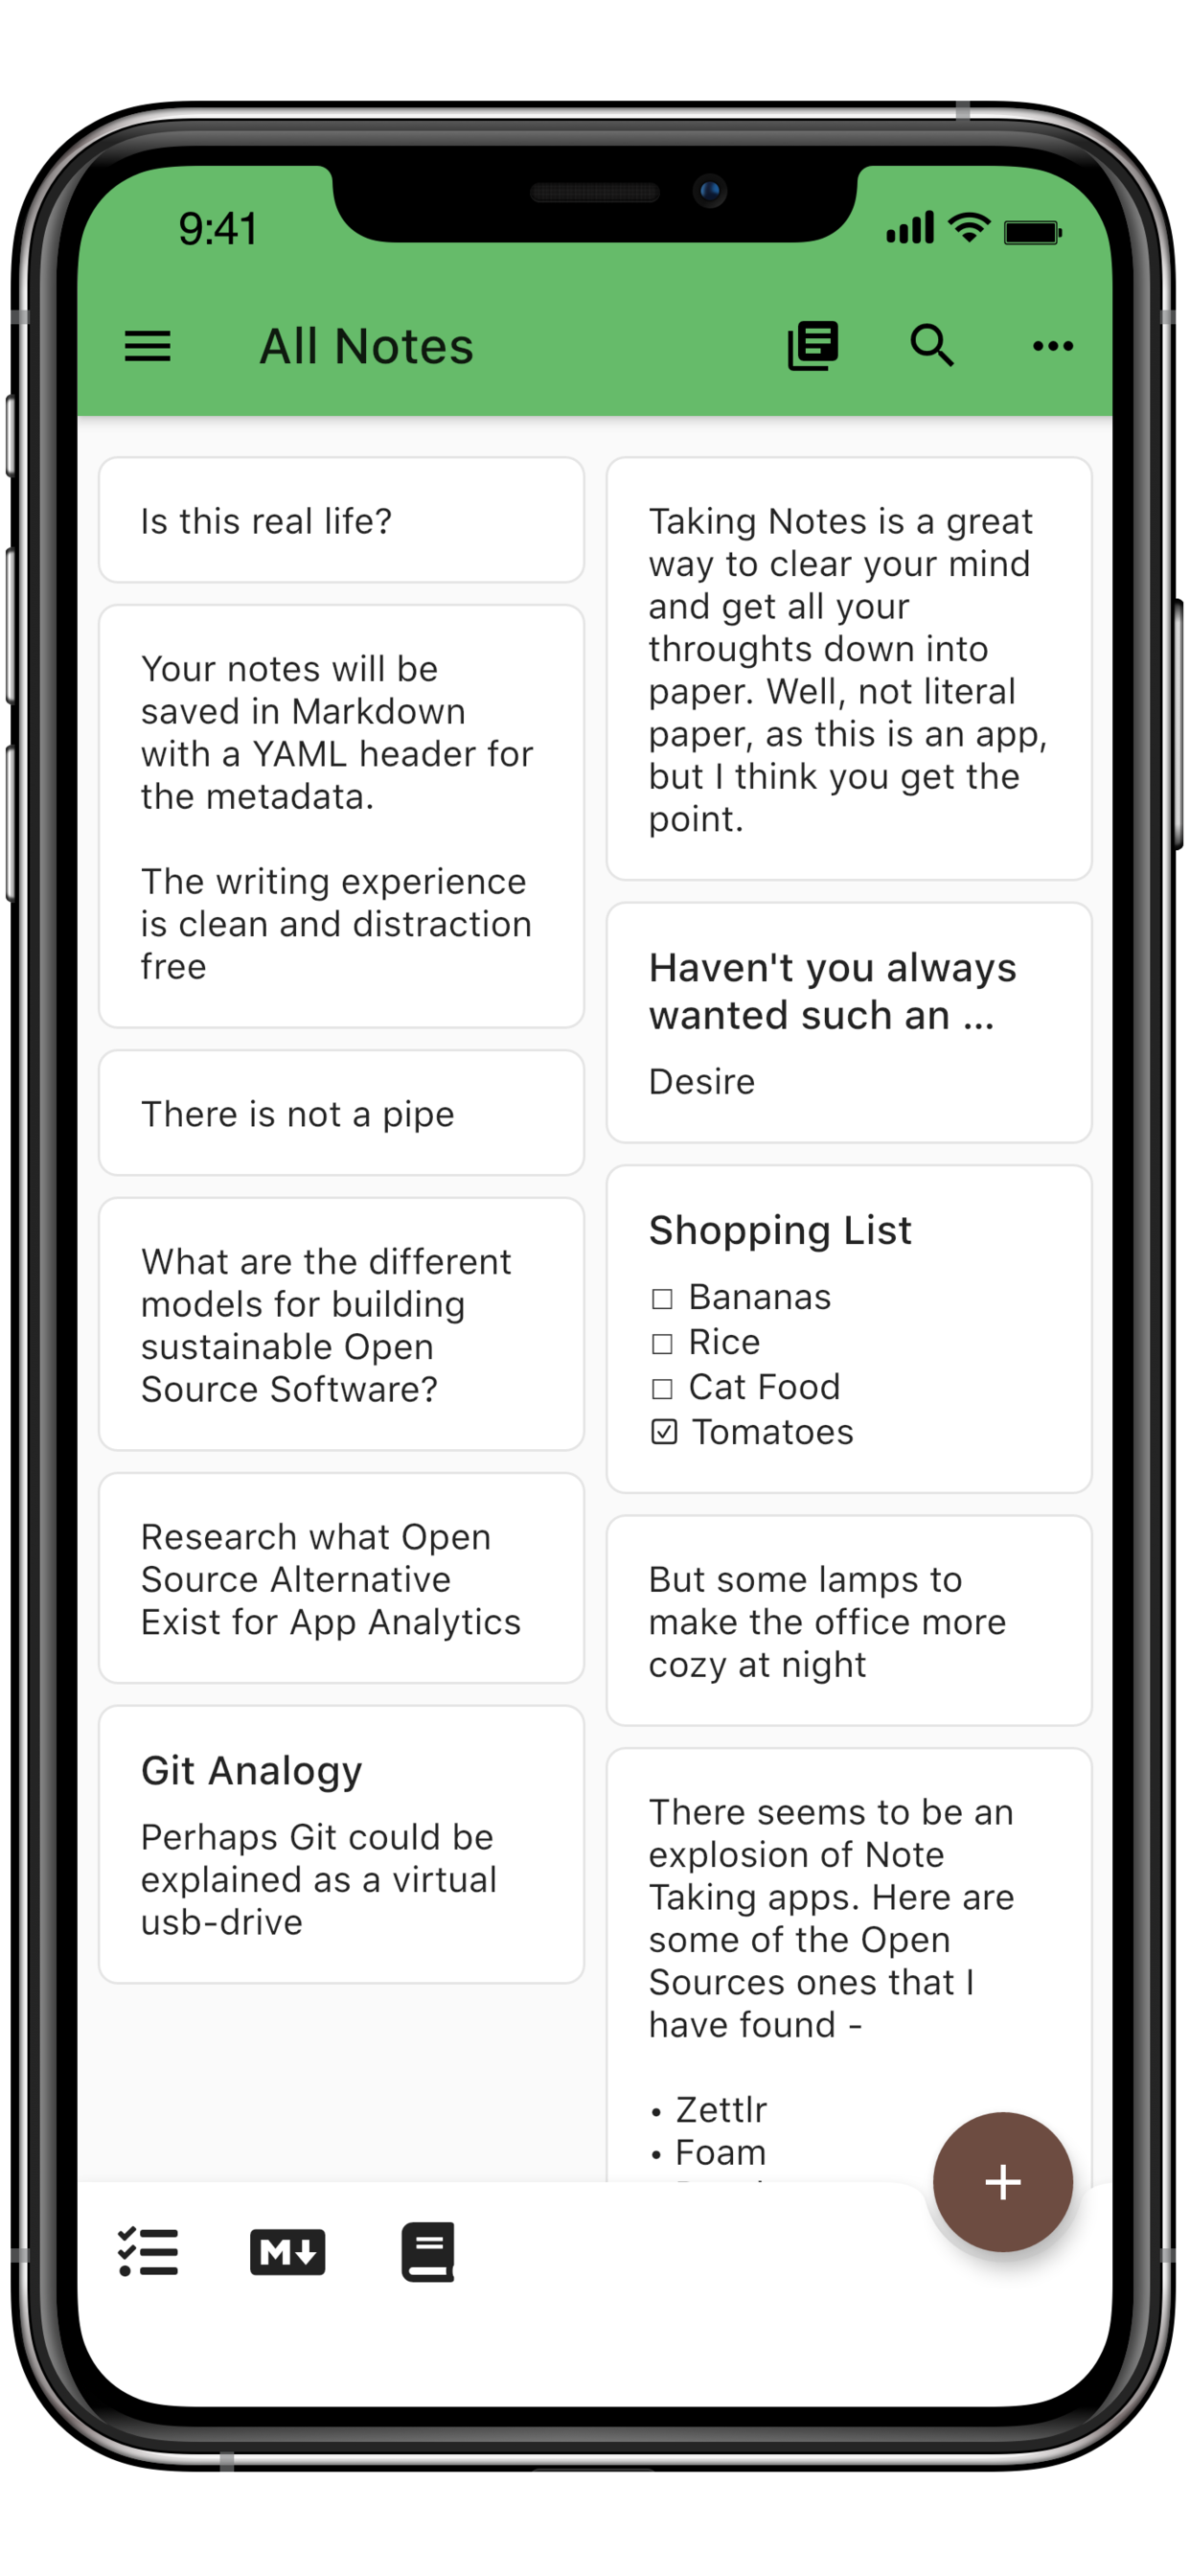 9:41
All Notes
Is this real life?
Your notes will be
saved in Markdown
with a YAML header for
the metadata.
The writing experience
is clean and distraction
free
There is not a pipe
What are the different
models for building
sustainable Open
Source Software?
Research what Open
Source Alternative
Exist for App Analytics
Git Analogy
Perhaps Git could be
explained as a virtual
usb-drive
Taking Notes is a great
way to clear your mind
and get all your
throughts down into
paper. Well, not literal
paper, as this is an app,
but I think you get the
point.
Haven't you always
wanted such an ...
Desire
Shopping List
☐ Bananas
☐ Rice
☐ Cat Food
☑ Tomatoes
But some lamps to
make the office more
cozy at night
There seems to be an
explosion of Note
Taking apps. Here are
some of the Open
Sources ones that I
have found -
• Zettlr
• Foam
M